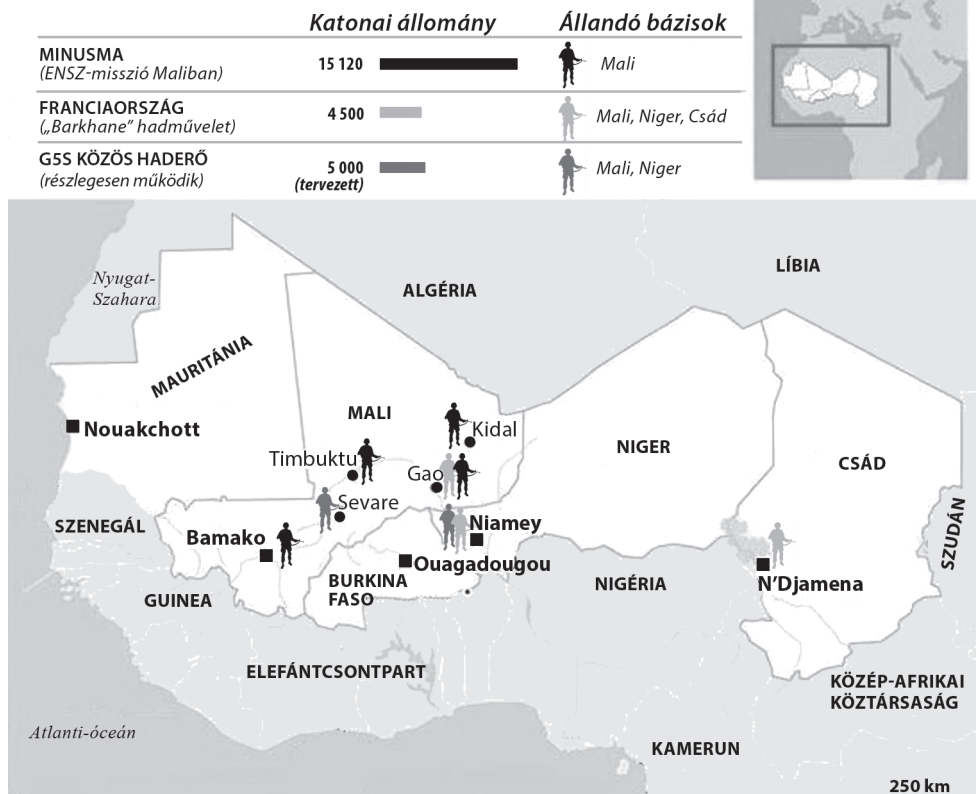 Katonai állomány Állandó bázisok
MINUSMA
(ENSZ-misszió Maliban)
15 120
Mali
FRANCIAORSZÁG
(„Barkhane” hadművelet)
4 500
Mali, Niger, Csád
G5S KÖZÖS HADERŐ
(részlegesen működik)
5 000
(tervezett)
Mali, Niger
Nyugat-
Szahara
ALGÉRIA
LÍBIA
MAURITÁNIA
Nouakchott
MALI
Kidal
Timbuktu
Gao
NIGER
CSÁD
Sevare
SZENEGÁL
Bamako
Niamey
SZUDÁN
Ouagadougou
BURKINA
FASO
GUINEA
NIGÉRIA
N’Djamena
ELEFÁNTCSONTPART
KÖZÉP-AFRIKAI
KÖZTÁRSASÁG
Atlanti-óceán
KAMERUN
250 km